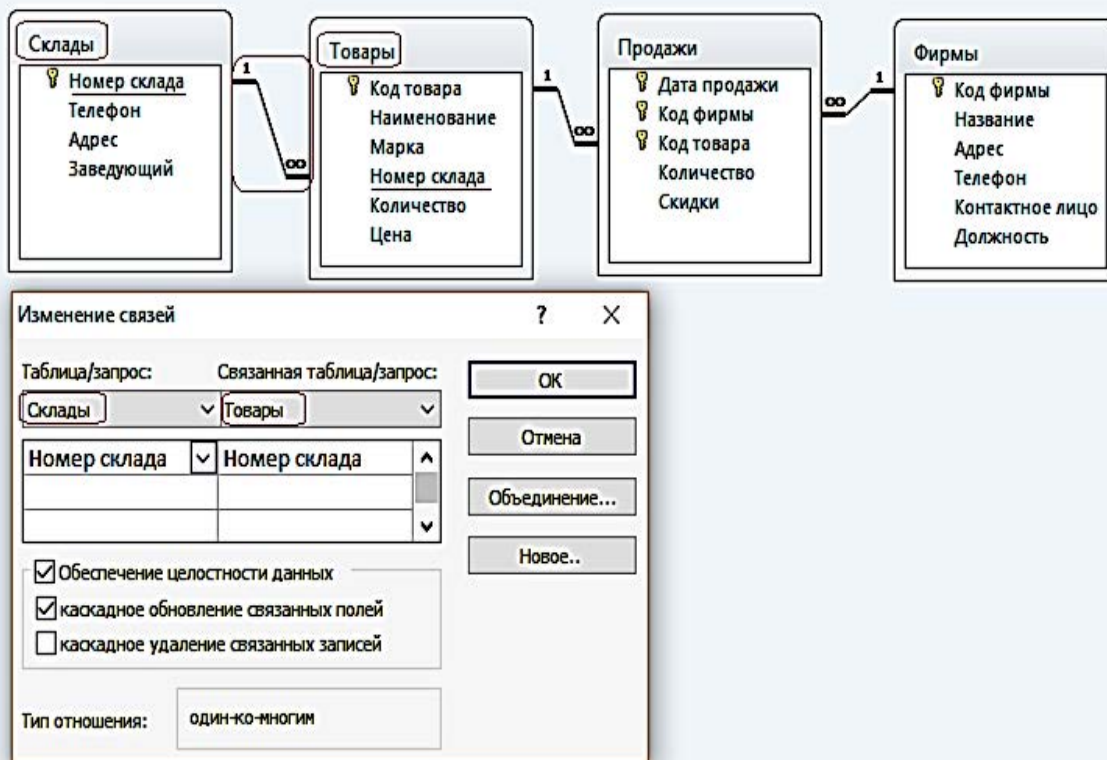 Склады
Номер склада
Телефон
Адрес
Заведующий
1
∞
Товары
Код товара
Наименование
Марка
Номер склада
Количество
Цена
1
∞
Продажи
Дата продажи
Код фирмы
Код товара
Количество
Скидки
∞
1
Фирмы
Код фирмы
Название
Адрес
Телефон
Контактное лицо
Должность
Изменение связей
?
Таблица/запрос: Связанная таблица/запрос:
Склады Товары
Номер склада Номер склада
Обеспечение целостности данных
каскадное обновление связанных полей
каскадное удаление связанных записей
Тип отношения: один-ко-многим
ОК
Отмена
Объединение...
Новое..